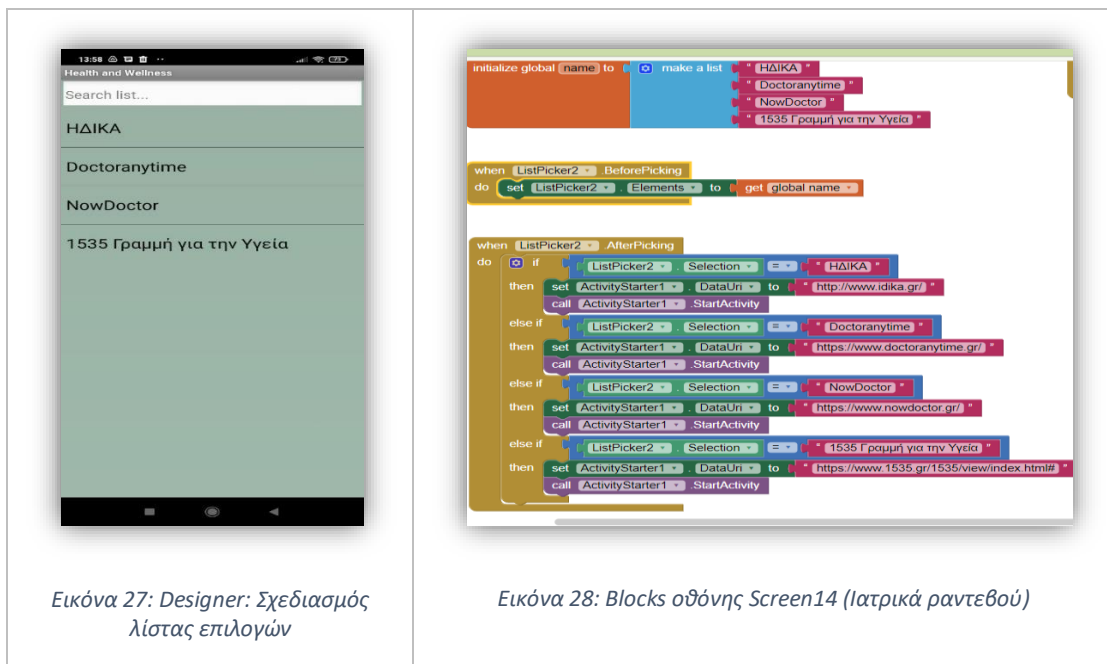 13:58
73
Health and Wellness
Search list...
ΗΔΙΚΑ
Doctoranytime
NowDoctor
1535 Γραμμή για την Υγεία
Εικόνα 27: Designer: Σχεδιασμός
λίστας επιλογών
initialize global name to make a list " ΗΔΙΚΑ "
" Doctoranytime "
" NowDoctor "
" 1535 Γραμμή για την Υγεία "
when ListPicker2 .BeforePicking
do set ListPicker2 . Elements to get global name
when ListPicker2 .AfterPicking
do if ListPicker2 . Selection = " ΗΔΙΚΑ "
then set ActivityStarter1 . DataUri to " http://www.idika.gr/ "
call ActivityStarter1 .StartActivity
else if ListPicker2 . Selection = " Doctoranytime "
then set ActivityStarter1 . DataUri to " https://www.doctoranytime.gr/ "
call ActivityStarter1 .StartActivity
else if ListPicker2 . Selection = " NowDoctor "
then set ActivityStarter1 . DataUri to " https://www.nowdoctor.gr/ "
call ActivityStarter1 .StartActivity
else if ListPicker2 . Selection = " 1535 Γραμμή για την Υγεία "
then set ActivityStarter1 . DataUri to " https://www.1535.gr/1535/view/index.html# "
call ActivityStarter1 .StartActivity
Εικόνα 28: Blocks οθόνης Screen14 (Ιατρικά ραντεβού)